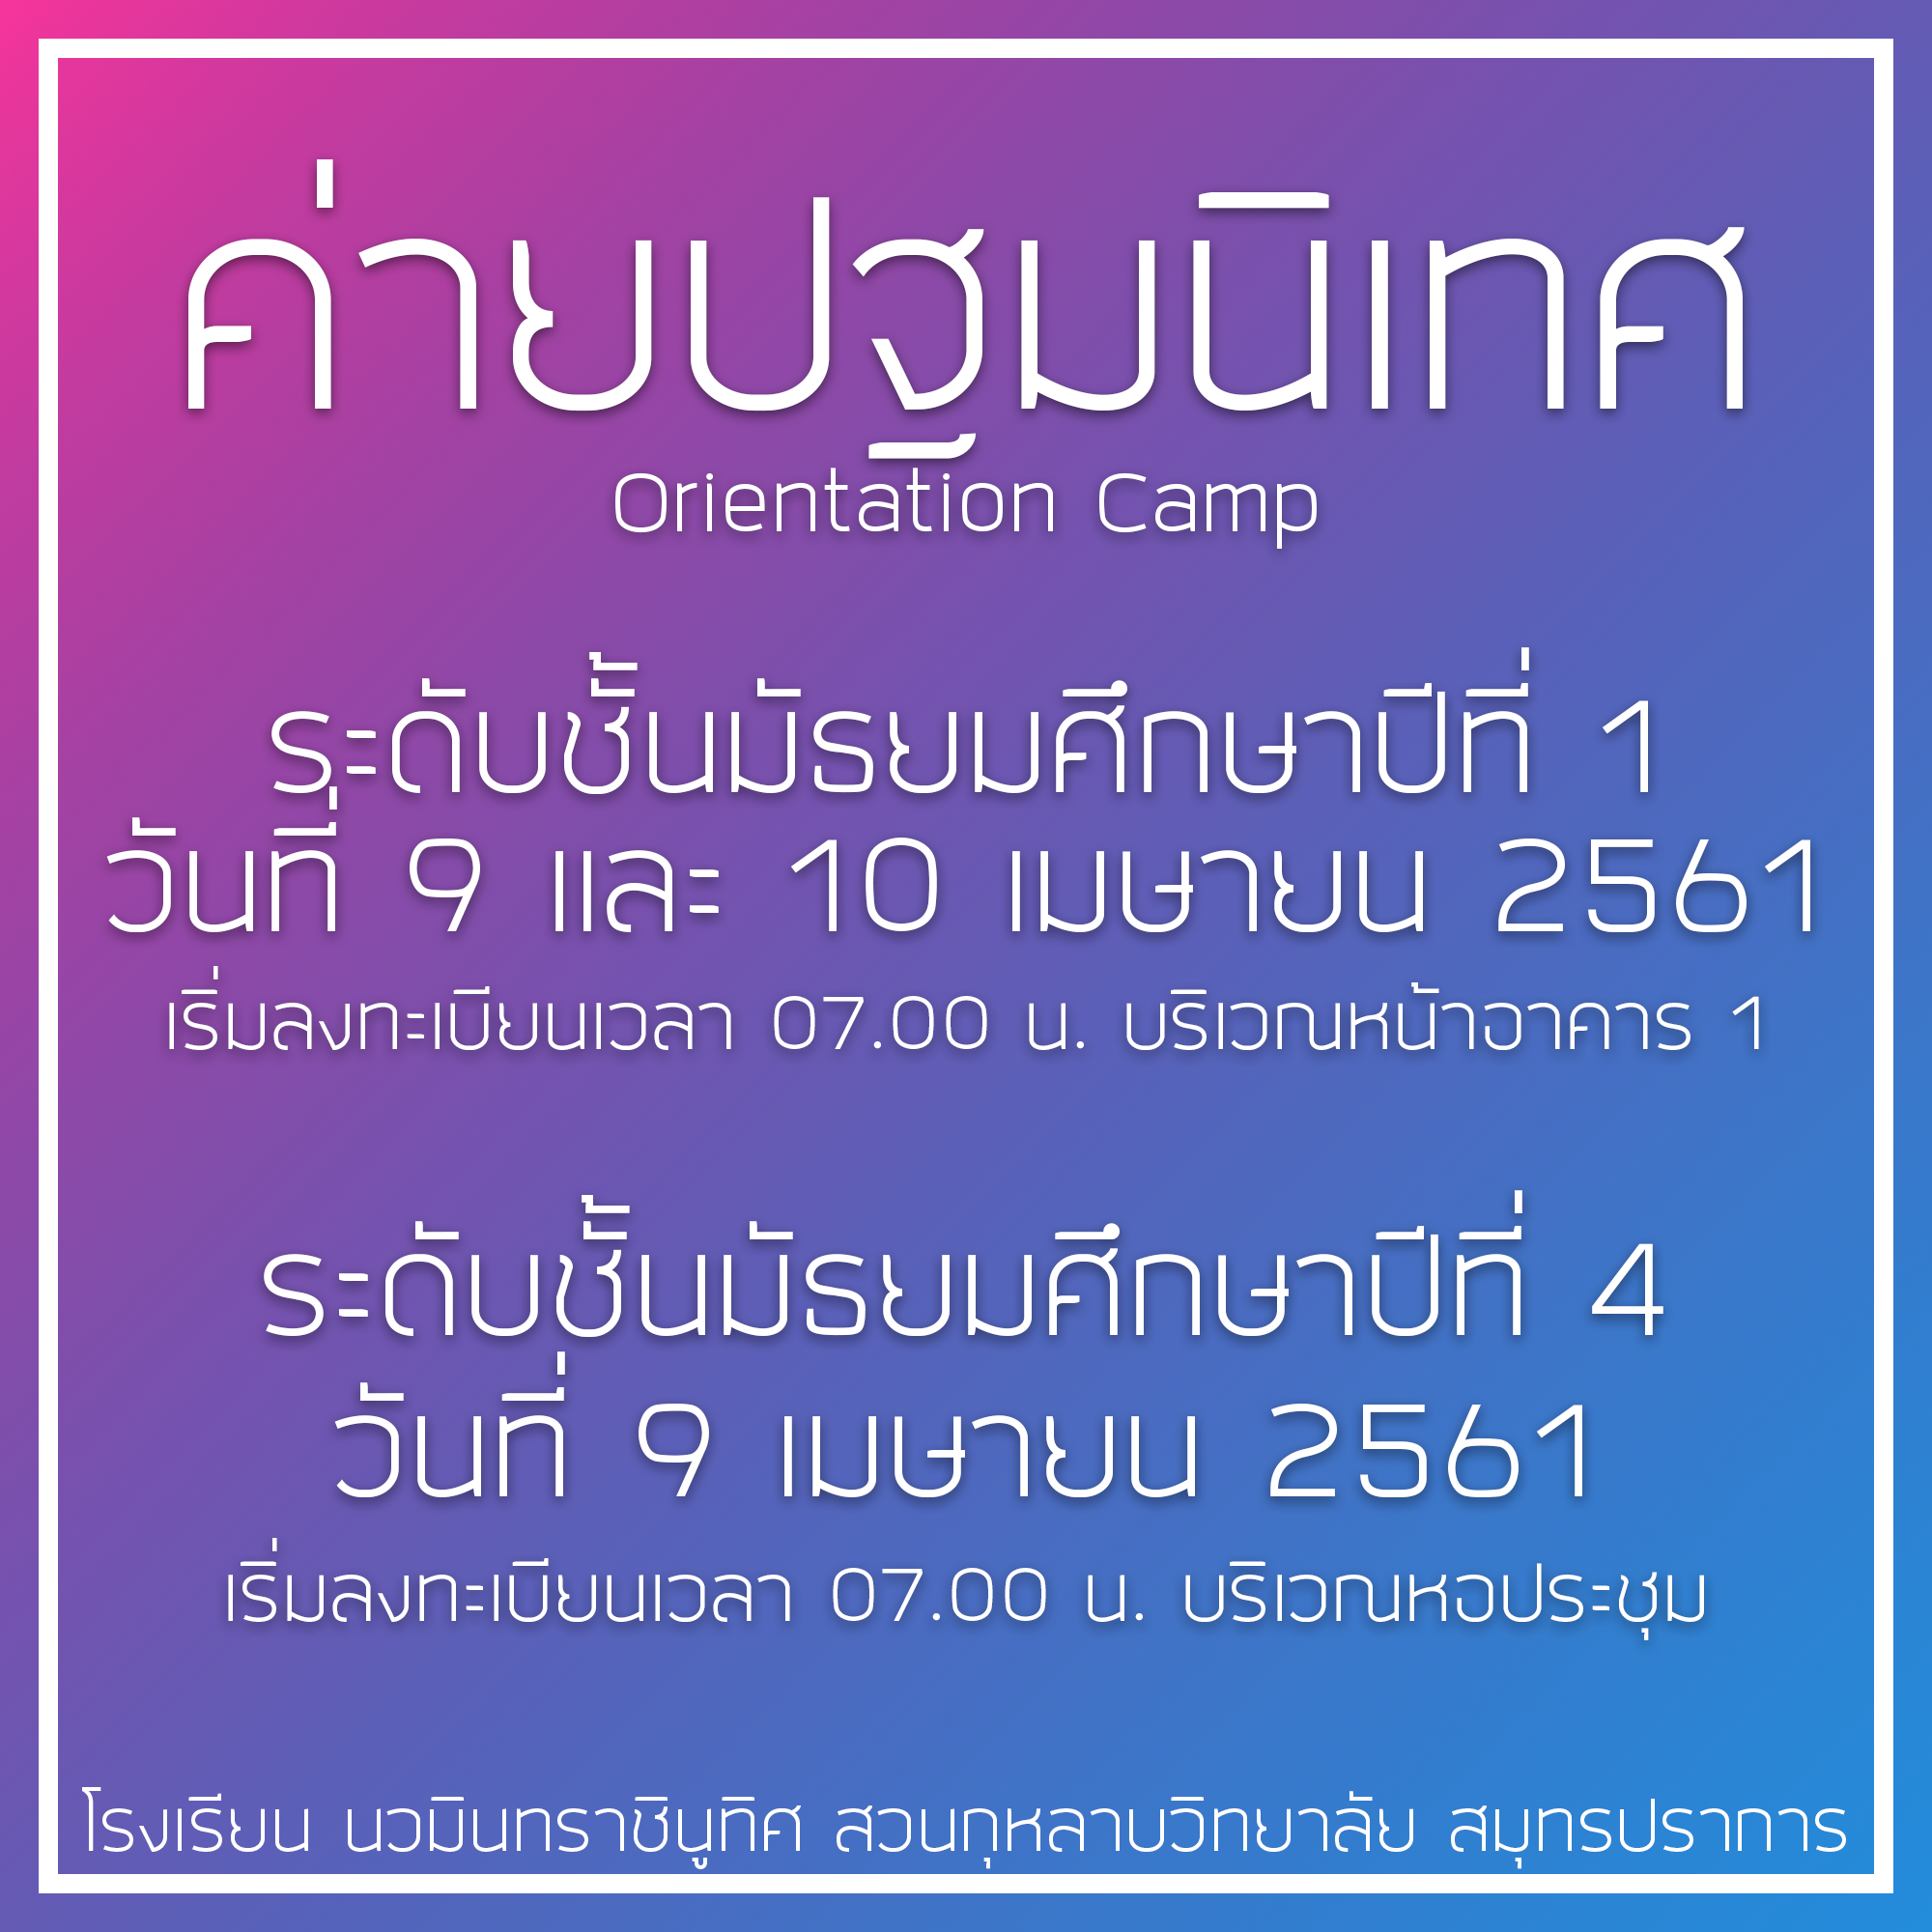 ค่ายปฐมนิเทศ
Orientation Camp
ระดับชั้นมัธยมศึกษาปีที่ 1
วันที่ 9 และ 10 เมษายน 2561
เริ่มลงทะเบียนเวลา 07.00 น. บริเวณหน้าอาคาร 1
ระดับชั้นมัธยมศึกษาปีที่ 4
วันที่ 9 เมษายน 2561
เริ่มลงทะเบียนเวลา 07.00 น. บริเวณหอประชุม
โรงเรียน นวมินทราชินูทิศ สวนกุหลาบวิทยาลัย สมุทรปราการ